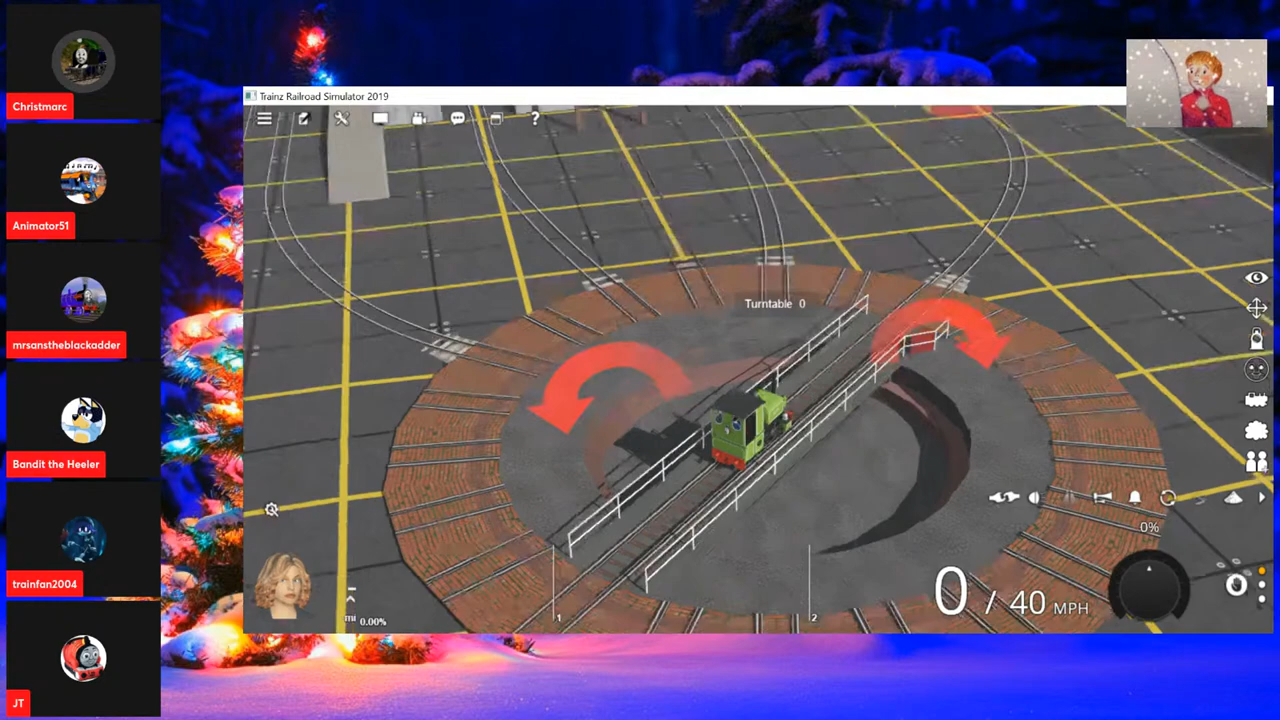 Christmarc
Animator51
mrsanstheblackadder
Bandit the Heeler
trainfan2004
JT
Trainz Railroad Simulator 2019
?
Turntable 0
0%
0 / 40 MPH
0.00%
1
2